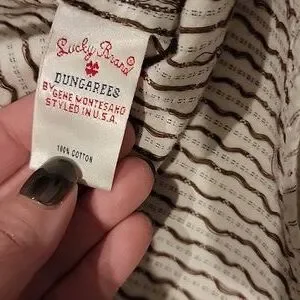 Lucky Brand
DUNGAREES
BY GENE MONTESANO
STYLED IN U.S.A.
100% COTTON